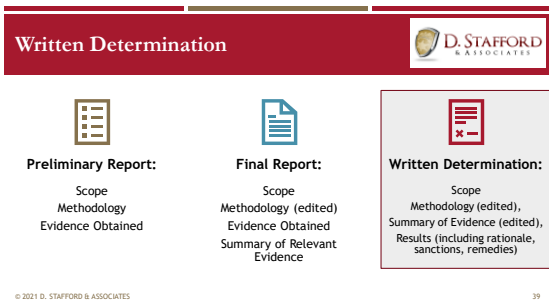 Written Determination
D. STAFFORD
& ASSOCIATES
Preliminary Report:
Scope
Methodology
Evidence Obtained
Final Report:
Scope
Methodology (edited)
Evidence Obtained
Summary of Relevant
Evidence
Written Determination:
Scope
Methodology (edited),
Summary of Evidence (edited),
Results (including rationale,
sanctions, remedies)
© 2021 D. STAFFORD & ASSOCIATES
39